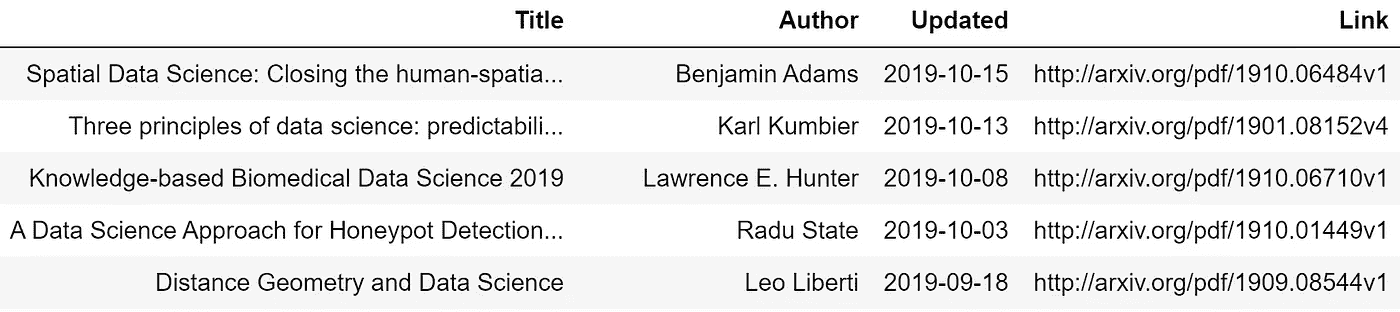 Title Author Updated Link
Spatial Data Science: Closing the human-spatia... Benjamin Adams 2019-10-15 http://arxiv.org/pdf/1910.06484v1
Three principles of data science: predictabili... Karl Kumbier 2019-10-13 http://arxiv.org/pdf/1901.08152v4
Knowledge-based Biomedical Data Science 2019 Lawrence E. Hunter 2019-10-08 http://arxiv.org/pdf/1910.06710v1
A Data Science Approach for Honeypot Detection... Radu State 2019-10-03 http://arxiv.org/pdf/1910.01449v1
Distance Geometry and Data Science Leo Liberti 2019-09-18 http://arxiv.org/pdf/1909.08544v1